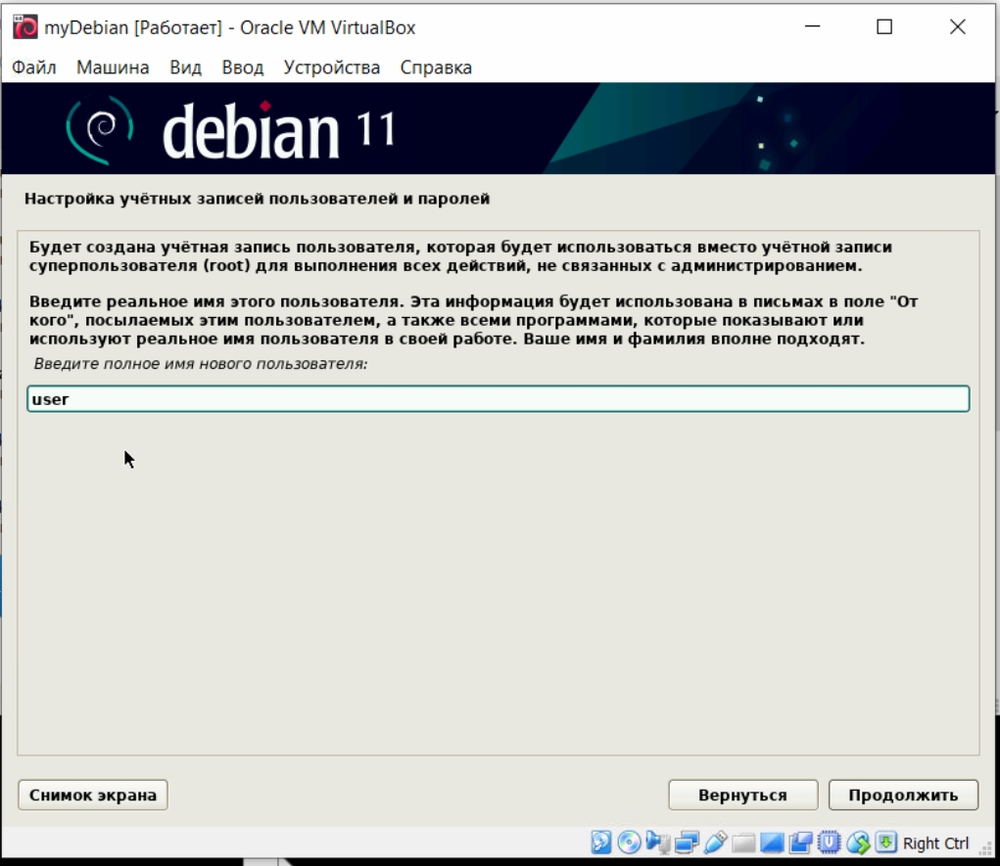 myDebian [Работает] - Oracle VM VirtualBox
Файл Машина Вид Ввод Устройства Справка
debian 11
Настройка учётных записей пользователей и паролей
Будет создана учётная запись пользователя, которая будет использоваться вместо учётной записи
суперпользователя (root) для выполнения всех действий, не связанных с администрированием.
Введите реальное имя этого пользователя. Эта информация будет использована в письмах в поле "От
кого", посылаемых этим пользователем, а также всеми программами, которые показывают или
используют реальное имя пользователя в своей работе. Ваше имя и фамилия вполне подходят.
Введите полное имя нового пользователя:
user
Снимок экрана Вернуться Продолжить
Right Ctrl